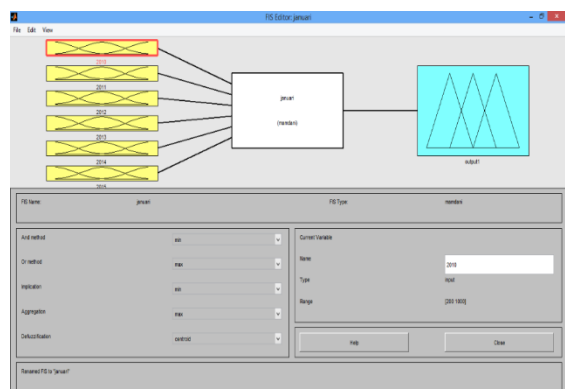 FIS Editor: januari
File Edit View
2010
2011
2012
2013
2014
2015
januari
(mamdani)
output1
FIS Name: januari
FIS Type: mamdani
And method min
Or method max
Implication min
Aggregation max
Defuzzification centroid
Current Variable
Name 2010
Type input
Range
Help
Close
Renamed FIS to "januari"